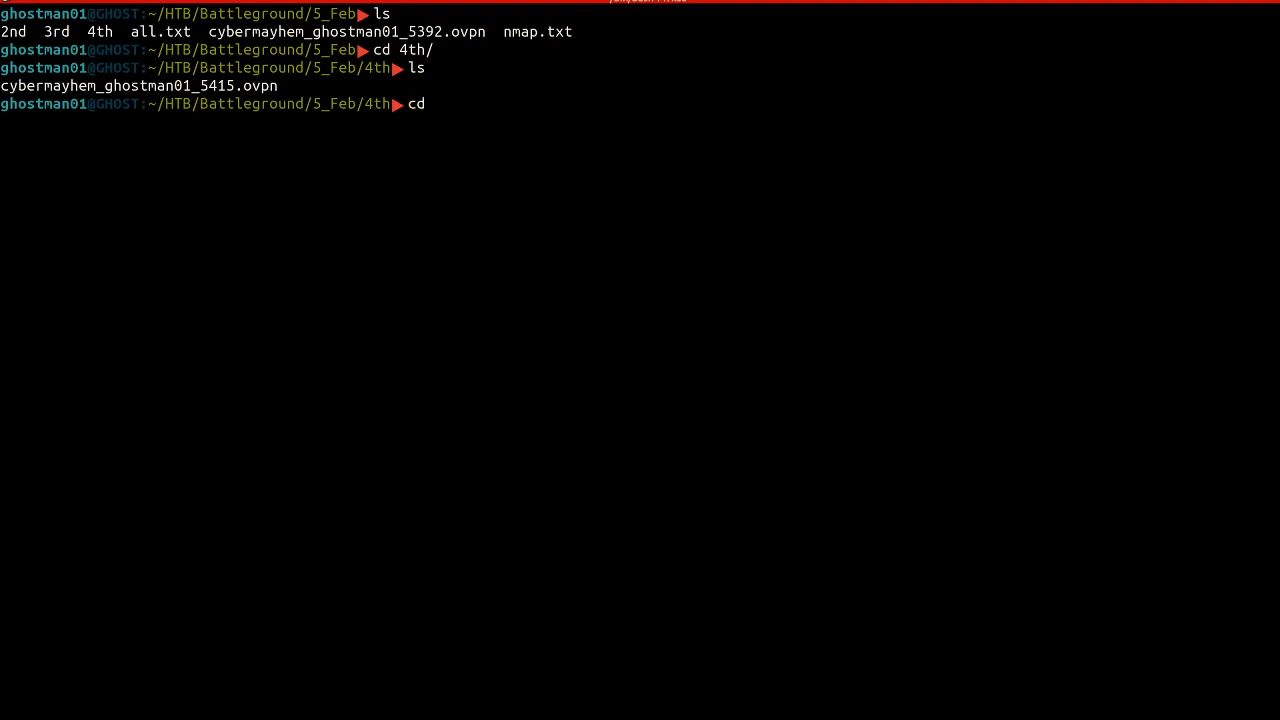 ghostman01@GHOST:~/HTB/Battleground/5_Feb ls
2nd  3rd  4th  all.txt  cybermayhem_ghostman01_5392.ovpn  nmap.txt
ghostman01@GHOST:~/HTB/Battleground/5_Feb cd 4th/
ghostman01@GHOST:~/HTB/Battleground/5_Feb/4th ls
cybermayhem_ghostman01_5415.ovpn
ghostman01@GHOST:~/HTB/Battleground/5_Feb/4th cd